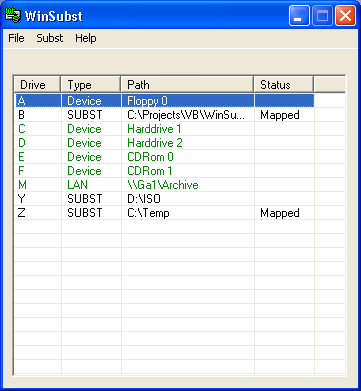 WinSubst
File Subst Help
Drive Type Path Status
A Device Floppy 0
B SUBST C:\Projects\VB\WinSu... Mapped
C Device Harddrive 1
D Device Harddrive 2
E Device CDRom 0
F Device CDRom 1
M LAN \\Ga1\Archive
Y SUBST D:\ISO
Z SUBST C:\Temp Mapped